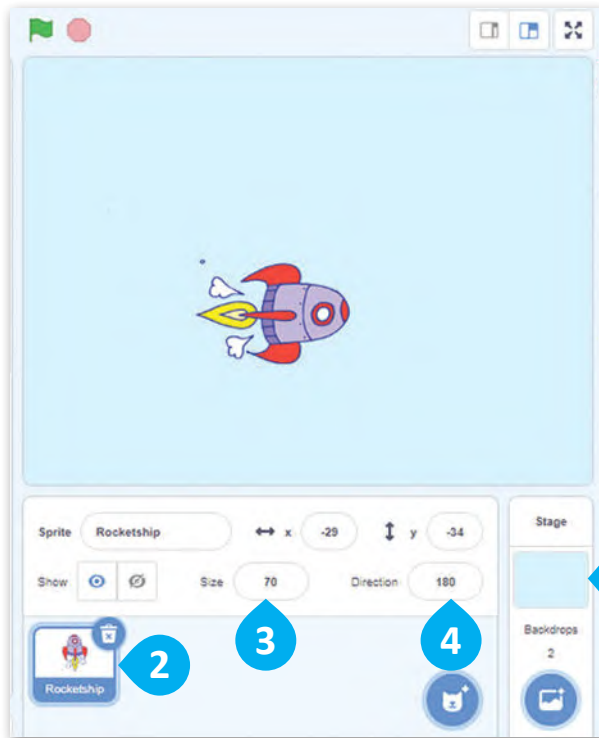 Sprite Rocketship x -29 y -34
Show Size 70 Direction 180
Stage
Backdrops
2
Rocketship
2
3
4